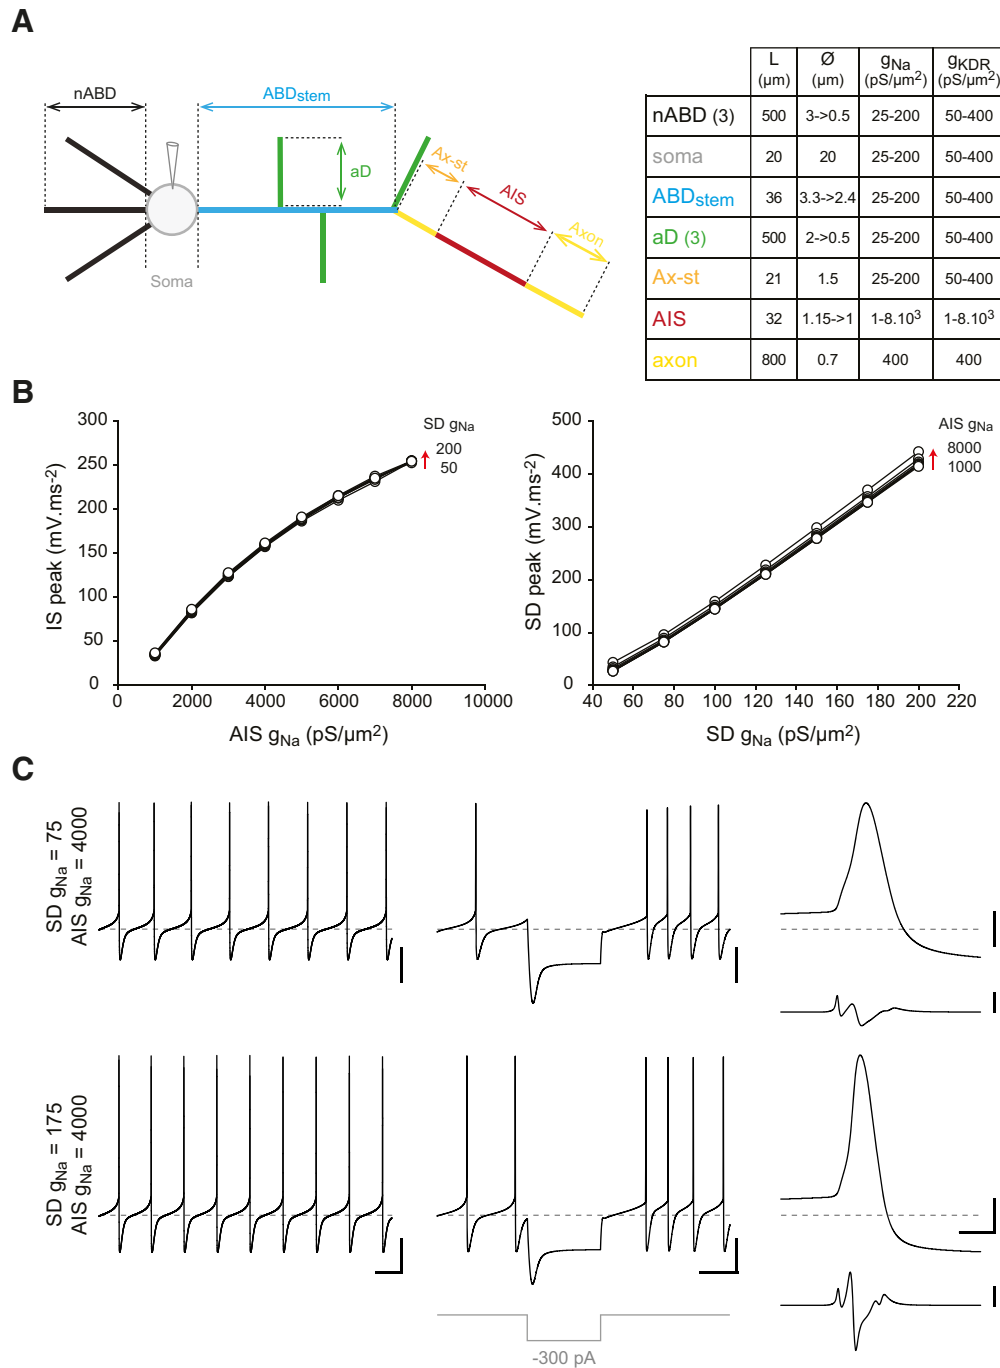 A
nABD
ABDstem
aD
Ax-st
AIS
Axon
Soma
L (µm) Ø (µm) gNa (pS/µm2) gKDR (pS/µm2)
nABD (3) 500 3->0.5 25-200 50-400
soma 20 20 25-200 50-400
ABDstem 36 3.3->2.4 25-200 50-400
aD (3) 500 2->0.5 25-200 50-400
Ax-st 21 1.5 25-200 50-400
AIS 32 1.15->1 1-8.10³ 1-8.10³
axon 800 0.7 400 400
B
IS peak (mV.ms-2)
300
250
200
150
100
50
0
0 2000 4000 6000 8000 10000
AIS gNa (pS/µm2)
SD gNa
200
50
SD peak (mV.ms-2)
500
400
300
200
100
0
40 60 80 100 120 140 160 180 200 220
SD gNa (pS/µm2)
AIS gNa
8000
1000
C
SD gNa = 75
AIS gNa = 4000
SD gNa = 175
AIS gNa = 4000
-300 pA